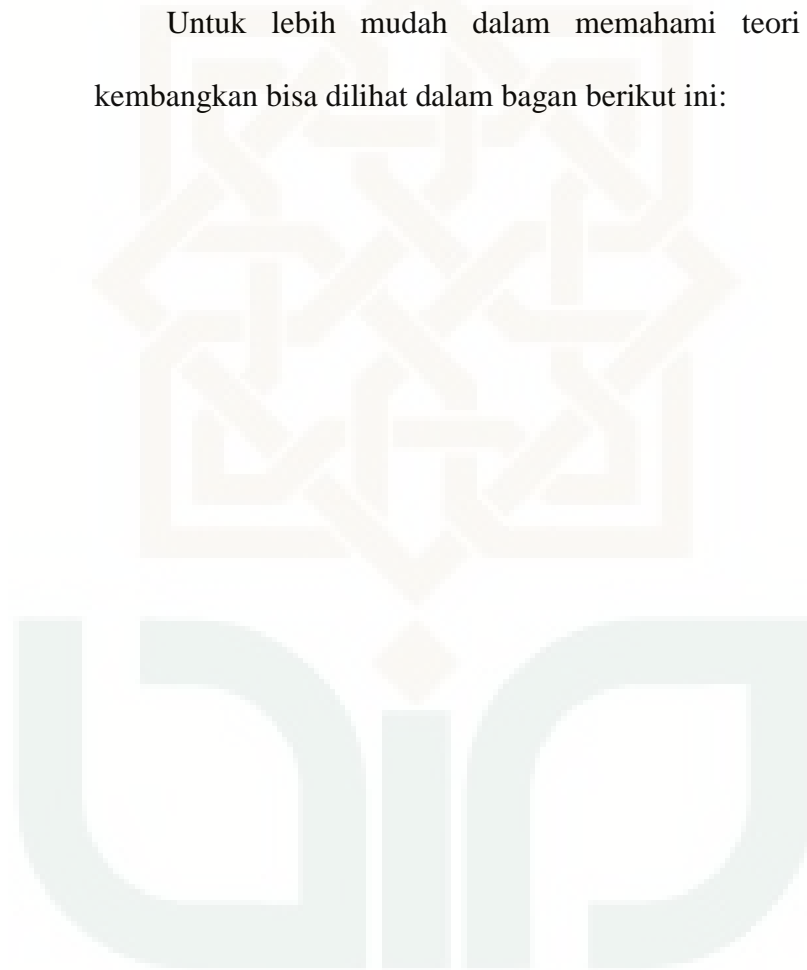 Untuk lebih mudah dalam memahami teori
kembangkan bisa dilihat dalam bagan berikut ini: